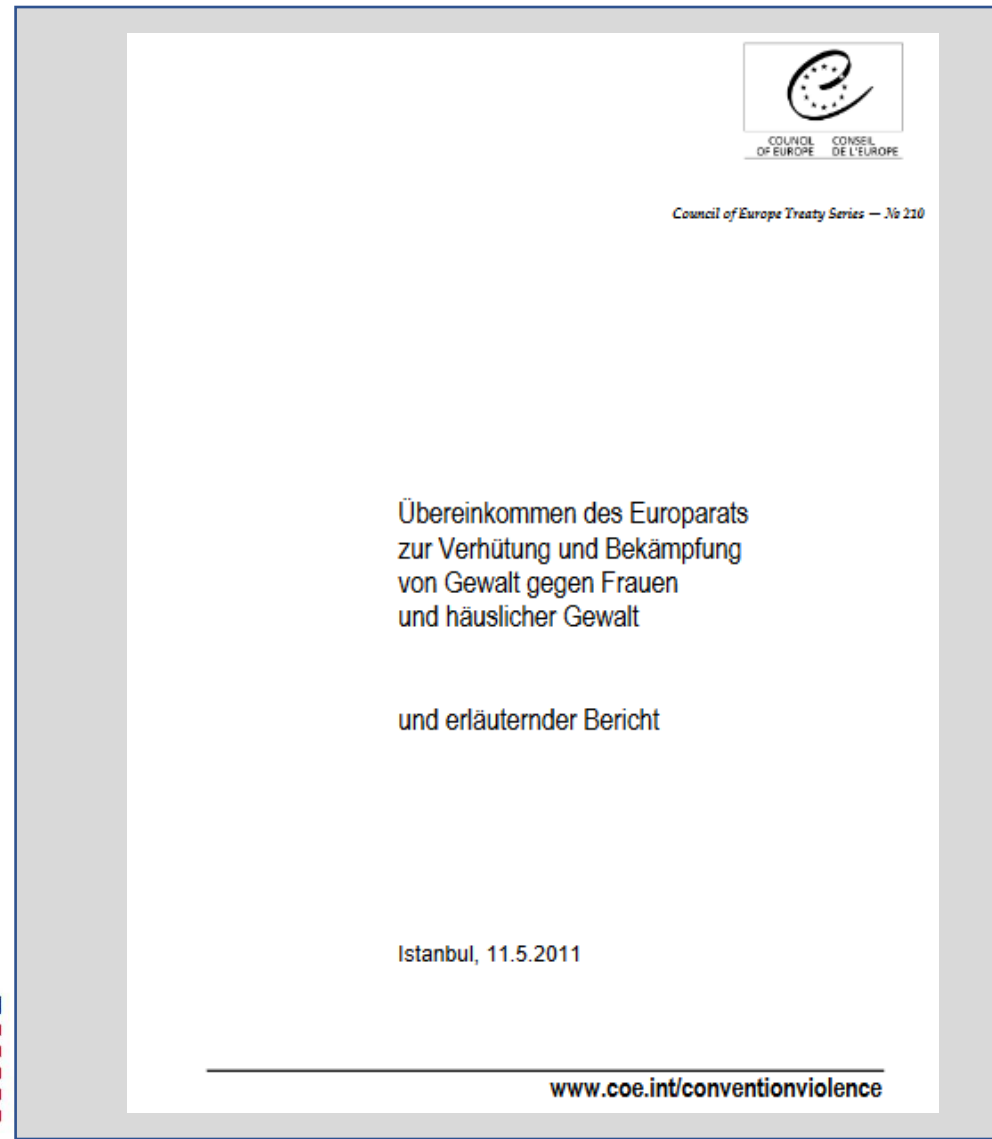 COUNCIL CONSEIL
OF EUROPE DE L'EUROPE
Council of Europe Treaty Series — No 210
Übereinkommen des Europarats
zur Verhütung und Bekämpfung
von Gewalt gegen Frauen
und häuslicher Gewalt
und erläuternder Bericht
Istanbul, 11.5.2011
www.coe.int/conventionviolence